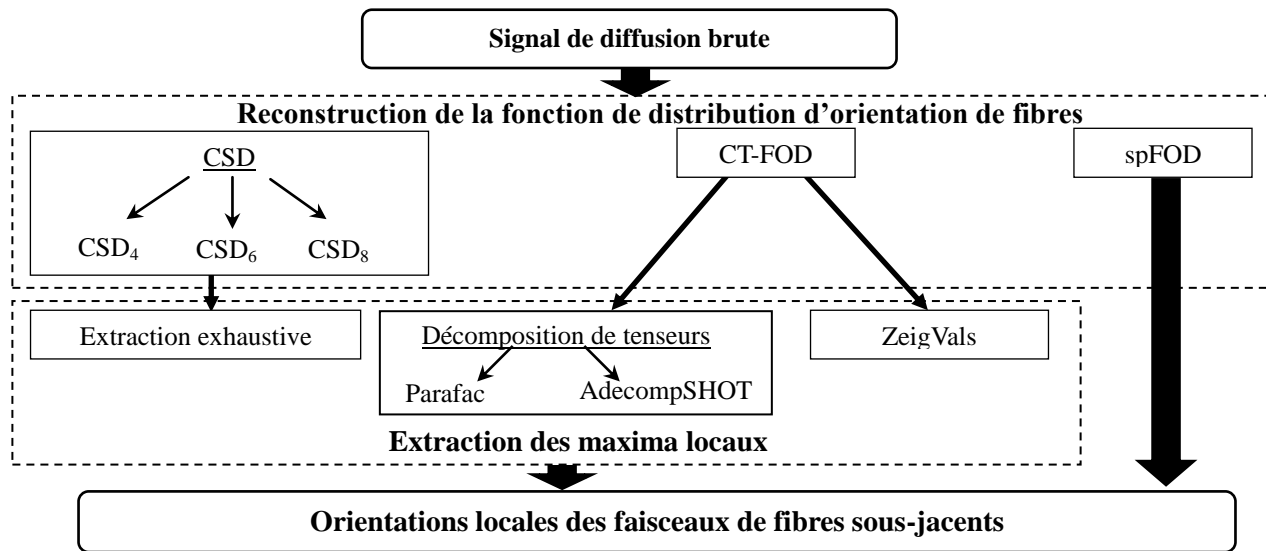 Signal de diffusion brute
Reconstruction de la fonction de distribution d’orientation de fibres
CSD
CT-FOD
spFOD
CSD₄
CSD₆
CSD₈
Extraction exhaustive
Décomposition de tenseurs
ZeigVals
Parafac
AdecompSHOT
Extraction des maxima locaux
Orientations locales des faisceaux de fibres sous-jacents